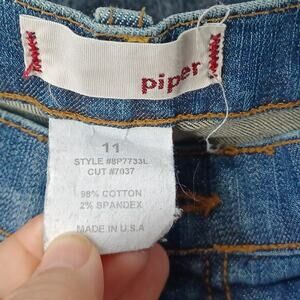 piper
11
STYLE #8P7733L
CUT #7037
98% COTTON
2% SPANDEX
MADE IN U.S.A